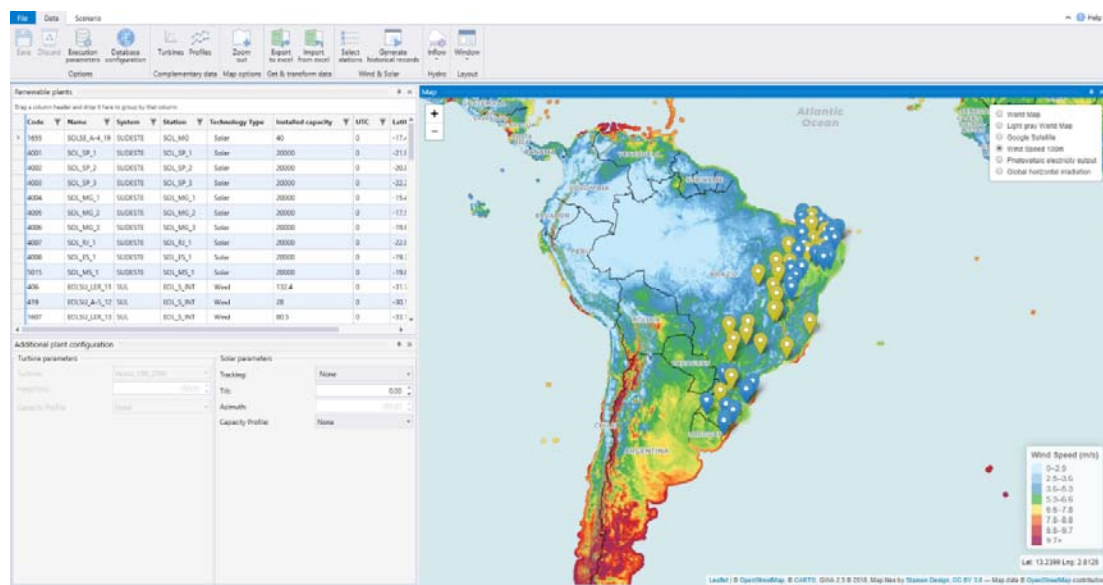 File Data Scenario
Help
Save Discard Execution parameters Database configuration Turbines Profiles Zoom out Export to excel Import from excel Select stations Generate historical records Inflow Window
Options Complementary data Map options Get & transform data Wind & Solar Hydro Layout
Renewable plants
Drag a column header and drop it here to group by that column
Code Name System Station Technology Type Installed capacity UTC
1655 SUDESTE SOL_MG Solar 40 0
4001 SOL_SP_1 SUDESTE SOL_SP_1 Solar 20000 0
4002 SOL_SP_2 SUDESTE SOL_SP_2 Solar 20000 0
4003 SOL_SP_3 SUDESTE SOL_SP_3 Solar 20000 0
4004 SOL_MG_1 SUDESTE SOL_MG_1 Solar 20000 0
4005 SOL_MG_2 SUDESTE SOL_MG_2 Solar 20000 0
4006 SOL_MG_3 SUDESTE SOL_MG_3 Solar 20000 0
4007 SOL_RJ_1 SUDESTE SOL_RJ_1 Solar 20000 0
4008 SOL_ES_1 SUDESTE SOL_ES_1 Solar 20000 0
5015 SOL_MS_1 SUDESTE SOL_MS_1 Solar 20000 0
406 SUL EOL_S_INT Wind 132.4 0
419 SUL EOL_S_INT Wind 28 0
1607 SUL EOL_S_INT Wind 80.5 0
Additional plant configuration
Turbine parameters
Capacity Profile: None
Solar parameters
Tracking: None
Tilt: 0.00
Azimuth:
Capacity Profile: None
Map
+
−
Atlantic
Ocean
World Map
Light gray World Map
Google Satellite
Wind Speed 100m
Photovoltaic electricity output
Global horizontal irradiation
VENEZUELA
COLOMBIA
ECUADOR
PERU
BRAZIL
BOLIVIA
PARAGUAY
CHILE
URUGUAY
ARGENTINA
Wind Speed (m/s)
0–2.5
2.5–3.6
3.6–5.3
5.3–6.6
6.6–7.8
7.8–8.8
8.8–9.7
9.7+
Lat: 13.2399 Lng: 2.8125
Leaflet | © OpenStreetMap, © CARTO, GWA 2.3 © 2018, Map tiles by Stamen Design, CC BY 3.0 — Map data © OpenStreetMap contributors